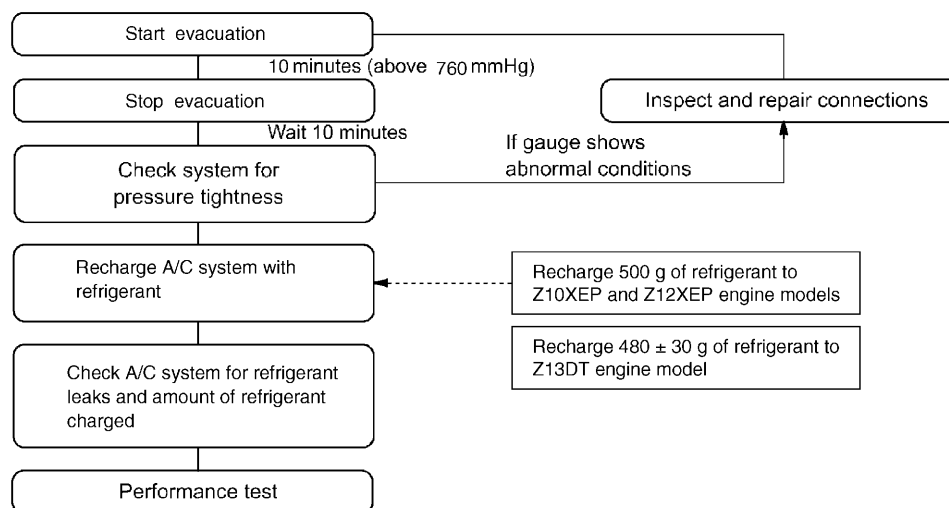 Start evacuation
10 minutes (above 760 mmHg)
Stop evacuation
Inspect and repair connections
Wait 10 minutes
If gauge shows
abnormal conditions
Check system for
pressure tightness
Recharge A/C system with
refrigerant
Recharge 500 g of refrigerant to
Z10XEP and Z12XEP engine models
Recharge 480 ± 30 g of refrigerant to
Z13DT engine model
Check A/C system for refrigerant
leaks and amount of refrigerant
charged
Performance test